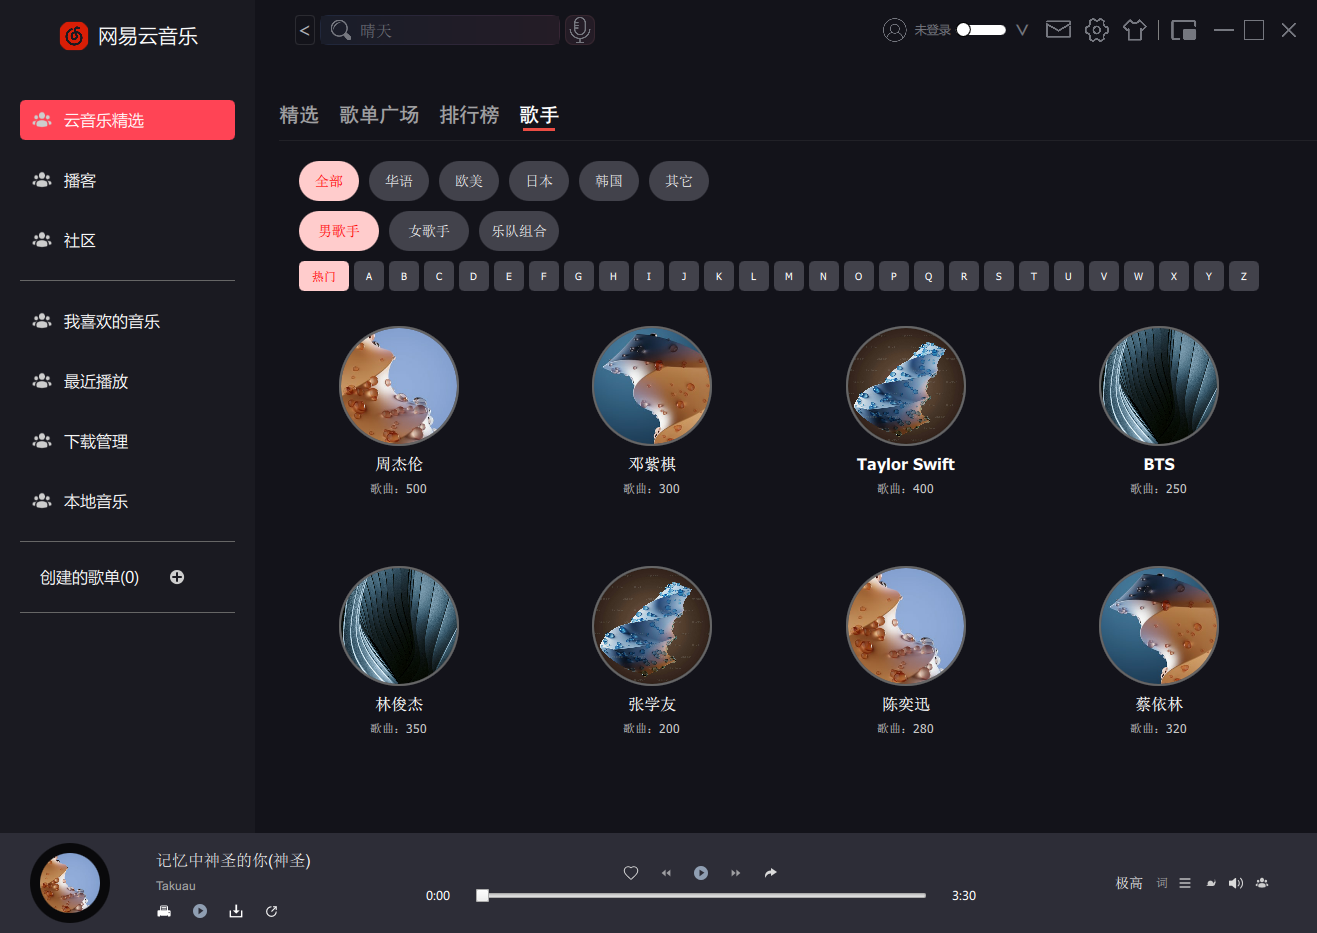 网易云音乐
<
晴天
未登录
云音乐精选
播客
社区
我喜欢的音乐
最近播放
下载管理
本地音乐
创建的歌单(0)
精选 歌单广场 排行榜 歌手
全部 华语 欧美 日本 韩国 其它
男歌手 女歌手 乐队组合
热门 A B C D E F G H I J K L M N O P Q R S T U V W X Y Z
周杰伦 邓紫棋 Taylor Swift BTS
歌曲：500 歌曲：300 歌曲：400 歌曲：250
林俊杰 张学友 陈奕迅 蔡依林
歌曲：350 歌曲：200 歌曲：280 歌曲：320
记忆中神圣的你(神圣)
Takuau
0:00 3:30
极高 词